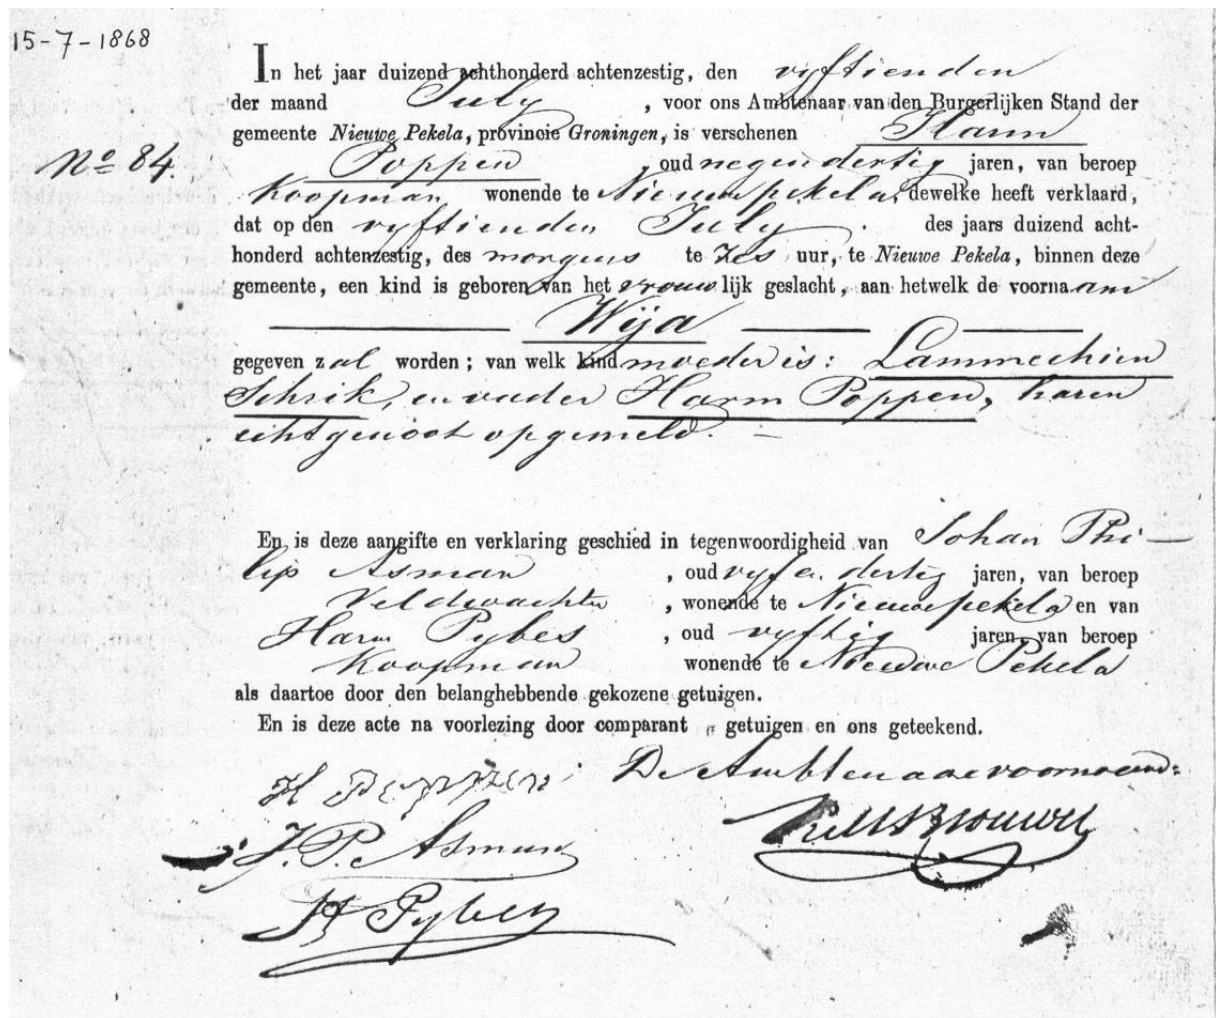 15-7-1868
In het jaar duizend achthonderd achtenzestig, den vyftienden
der maand July, voor ons Ambtenaar van den Burgerlijken Stand der
gemeente Nieuwe Pekela, provincie Groningen, is verschenen Harm
No 84.
Poppen, oud negendertig jaren, van beroep
Koopman wonende te Nieuwepekela, dewelke heeft verklaard,
dat op den vyftienden July des jaars duizend acht-
honderd achtenzestig, des morgens te zes uur, te Nieuwe Pekela, binnen deze
gemeente, een kind is geboren van het vrouwlijk geslacht, aan hetwelk de voornaam
Wija
gegeven zal worden; van welk kind moeder is: Lammechien
Schrik, en vader Harm Poppen, haren
echtgenoot opgemeld. —
En is deze aangifte en verklaring geschied in tegenwoordigheid van Johan Phi—
lip Asman, oud vyf en dertig jaren, van beroep
Veldwachter, wonende te Nieuwepekela en van
Harm Pybes, oud vyftig jaren, van beroep
Koopman wonende te Nieuwe Pekela
als daartoe door den belanghebbende gekozene getuigen.
En is deze acte na voorlezing door comparant, getuigen en ons geteekend.
De Ambtenaar voornoemd:
H Poppen
J. P. Asman
Brouwer
H Pybes